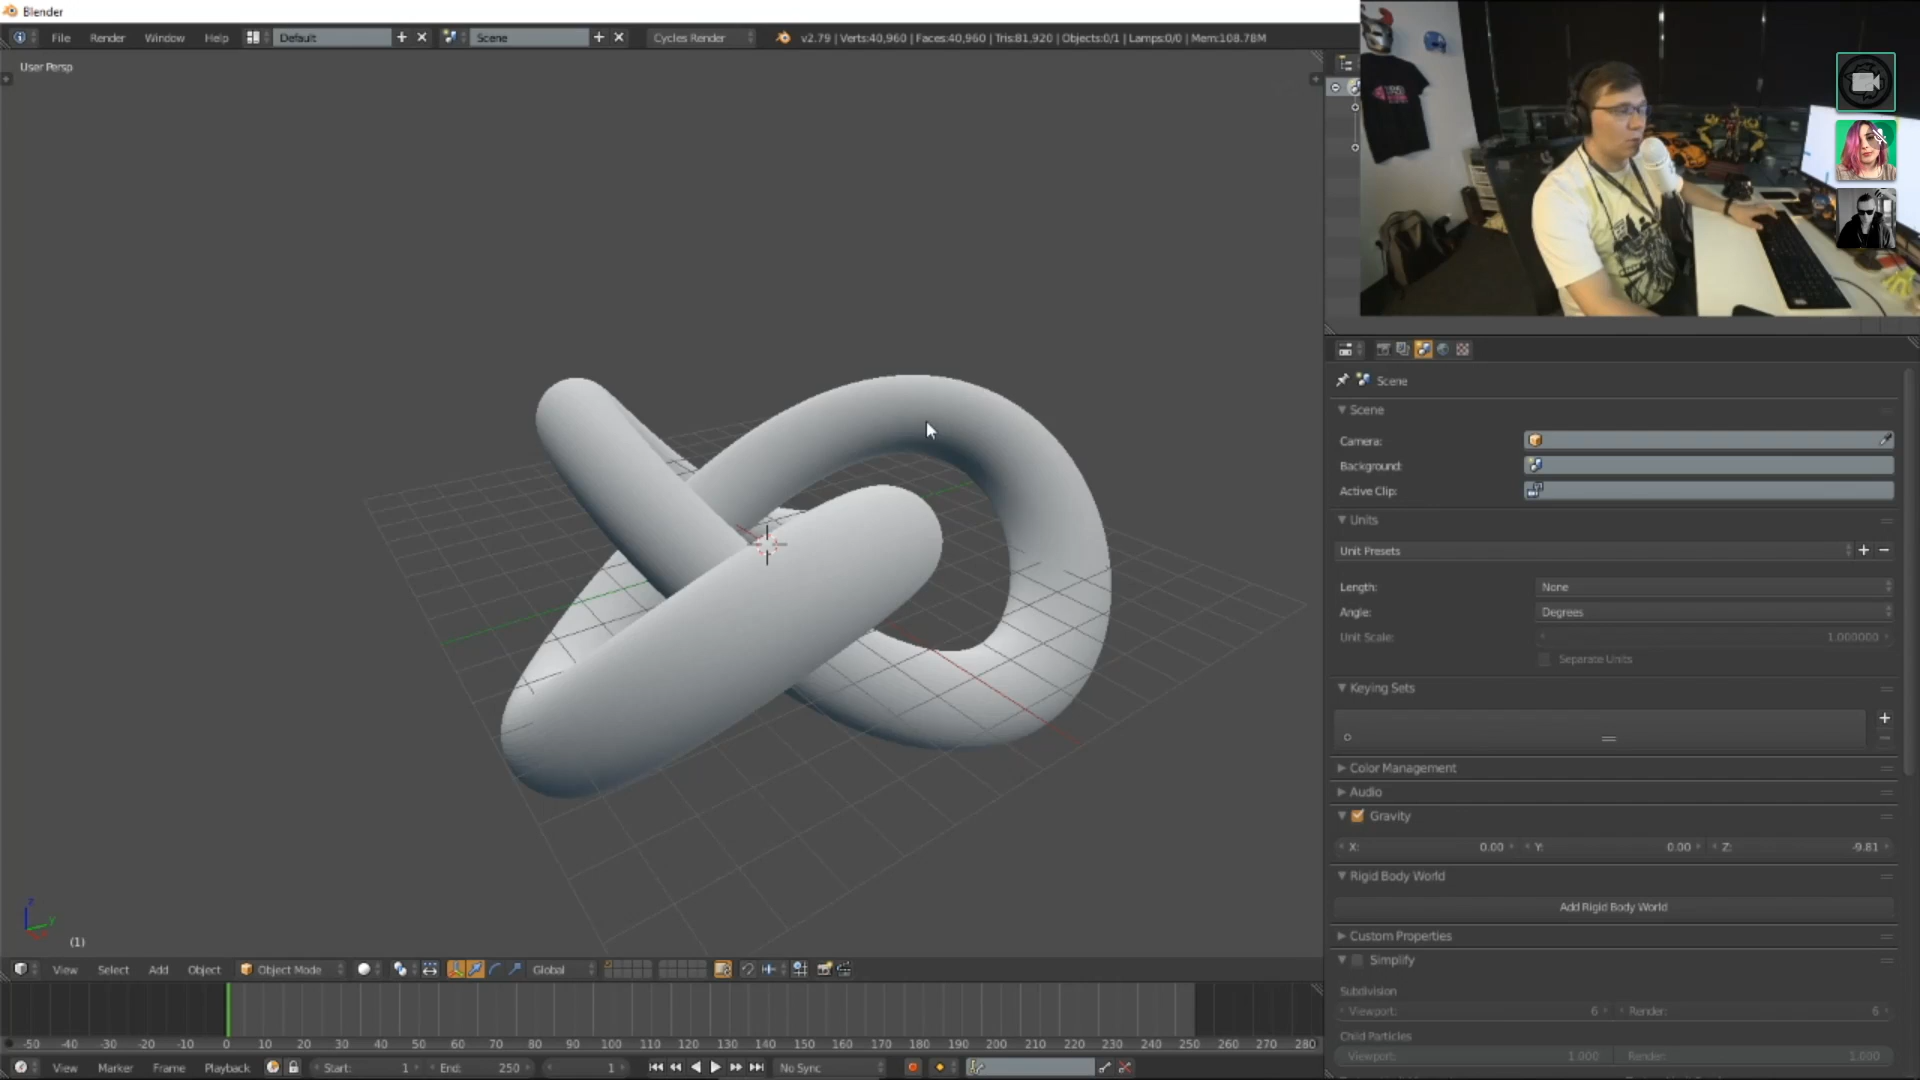 Blender
File Render Window Help Default Scene Cycles Render v2.79 | Verts:40,960 | Faces:40,960 | Tris:81,920 | Objects:0/1 | Lamps:0/0 | Mem:108.78M
User Persp
Scene
Scene
Camera:
Background:
Active Clip:
Units
Unit Presets
Length: None
Angle: Degrees
Unit Scale: 1.000000
Separate Units
Keying Sets
Color Management
Audio
Gravity
X: 0.00 Y: 0.00 Z: -9.81
Rigid Body World
Add Rigid Body World
Custom Properties
Simplify
Subdivision
Viewport: 6 Render: 6
Child Particles
Viewport: 1.000 Render: 1.000
z
y
(1)
View Select Add Object Object Mode Global
-50 -40 -30 -20 -10 0 10 20 30 40 50 60 70 80 90 100 110 120 130 140 150 160 170 180 190 200 210 220 230 240 250 260 270 280
View Marker Frame Playback Start: 1 End: 250 1 No Sync